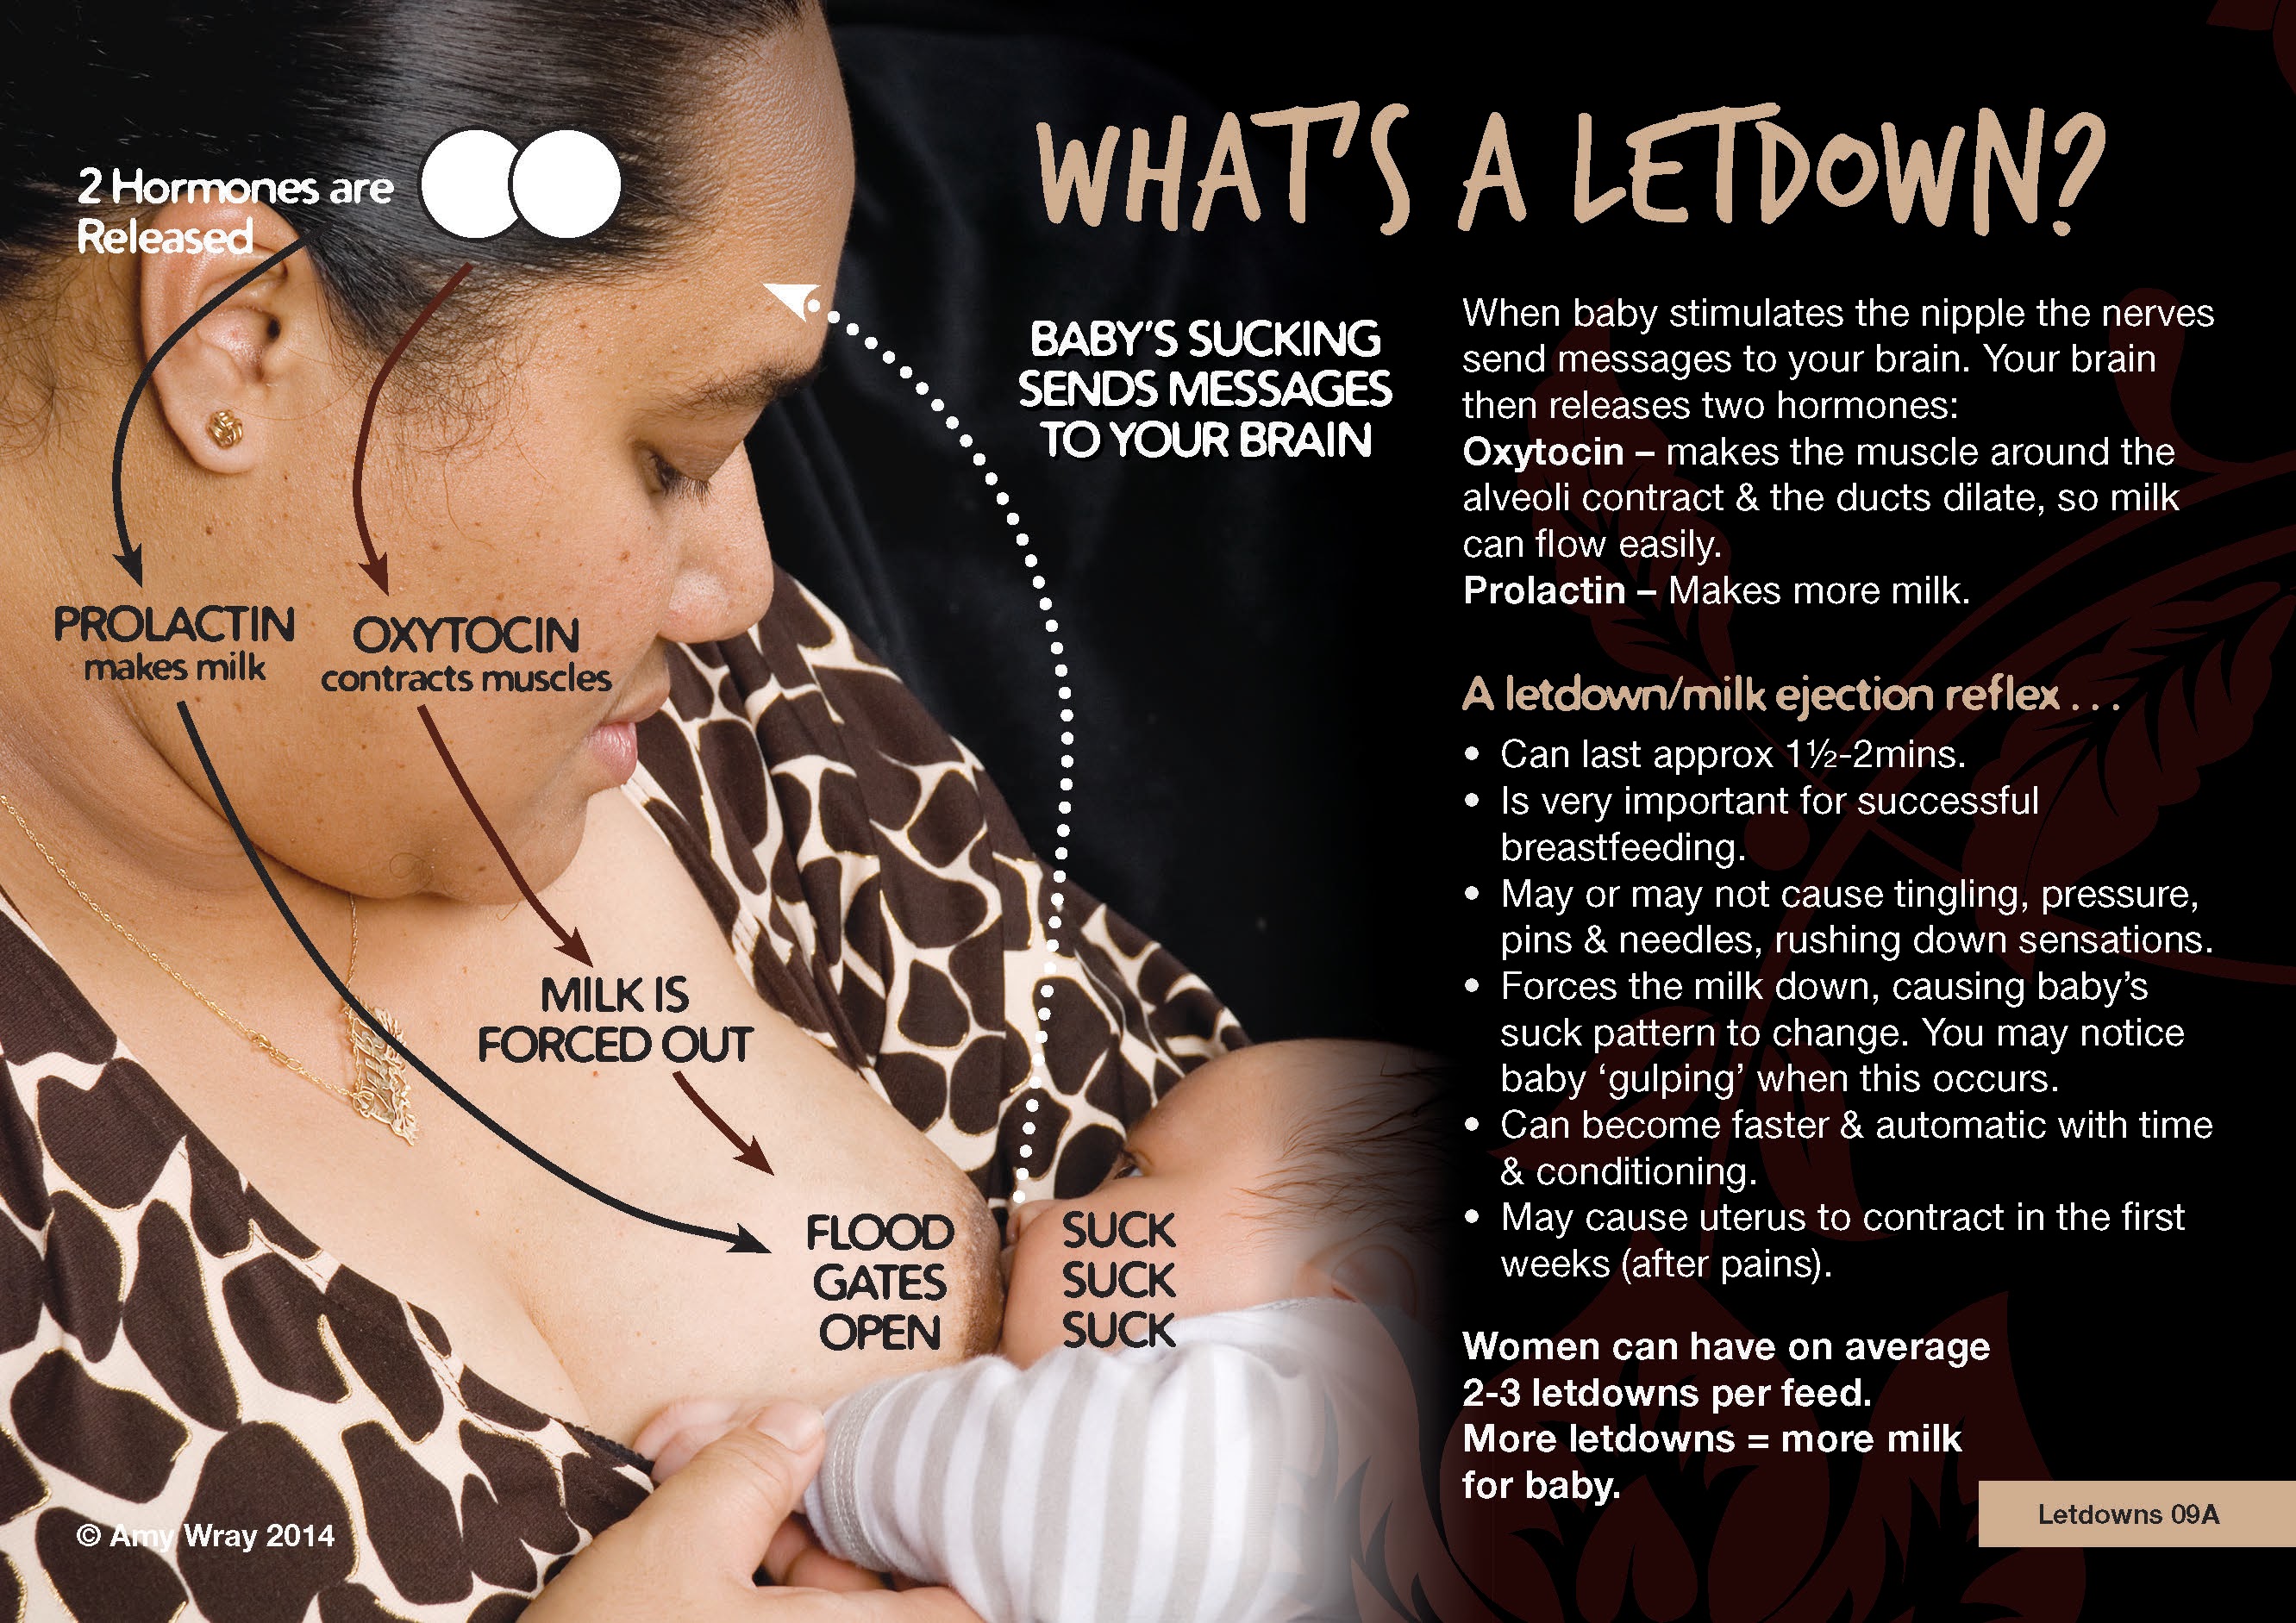 WHAT'S A LETDOWN?
2 Hormones are
Released
PROLACTIN
makes milk
OXYTOCIN
contracts muscles
MILK IS
FORCED OUT
FLOOD
GATES
OPEN
SUCK
SUCK
SUCK
BABY'S SUCKING
SENDS MESSAGES
TO YOUR BRAIN
When baby stimulates the nipple the nerves
send messages to your brain. Your brain
then releases two hormones:
Oxytocin – makes the muscle around the
alveoli contract & the ducts dilate, so milk
can flow easily.
Prolactin – Makes more milk.
A letdown/milk ejection reflex . . .
• Can last approx 1½-2mins.
• Is very important for successful
breastfeeding.
• May or may not cause tingling, pressure,
pins & needles, rushing down sensations.
• Forces the milk down, causing baby’s
suck pattern to change. You may notice
baby ‘gulping’ when this occurs.
• Can become faster & automatic with time
& conditioning.
• May cause uterus to contract in the first
weeks (after pains).
Women can have on average
2-3 letdowns per feed.
More letdowns = more milk
for baby.
Letdowns 09A
© Amy Wray 2014